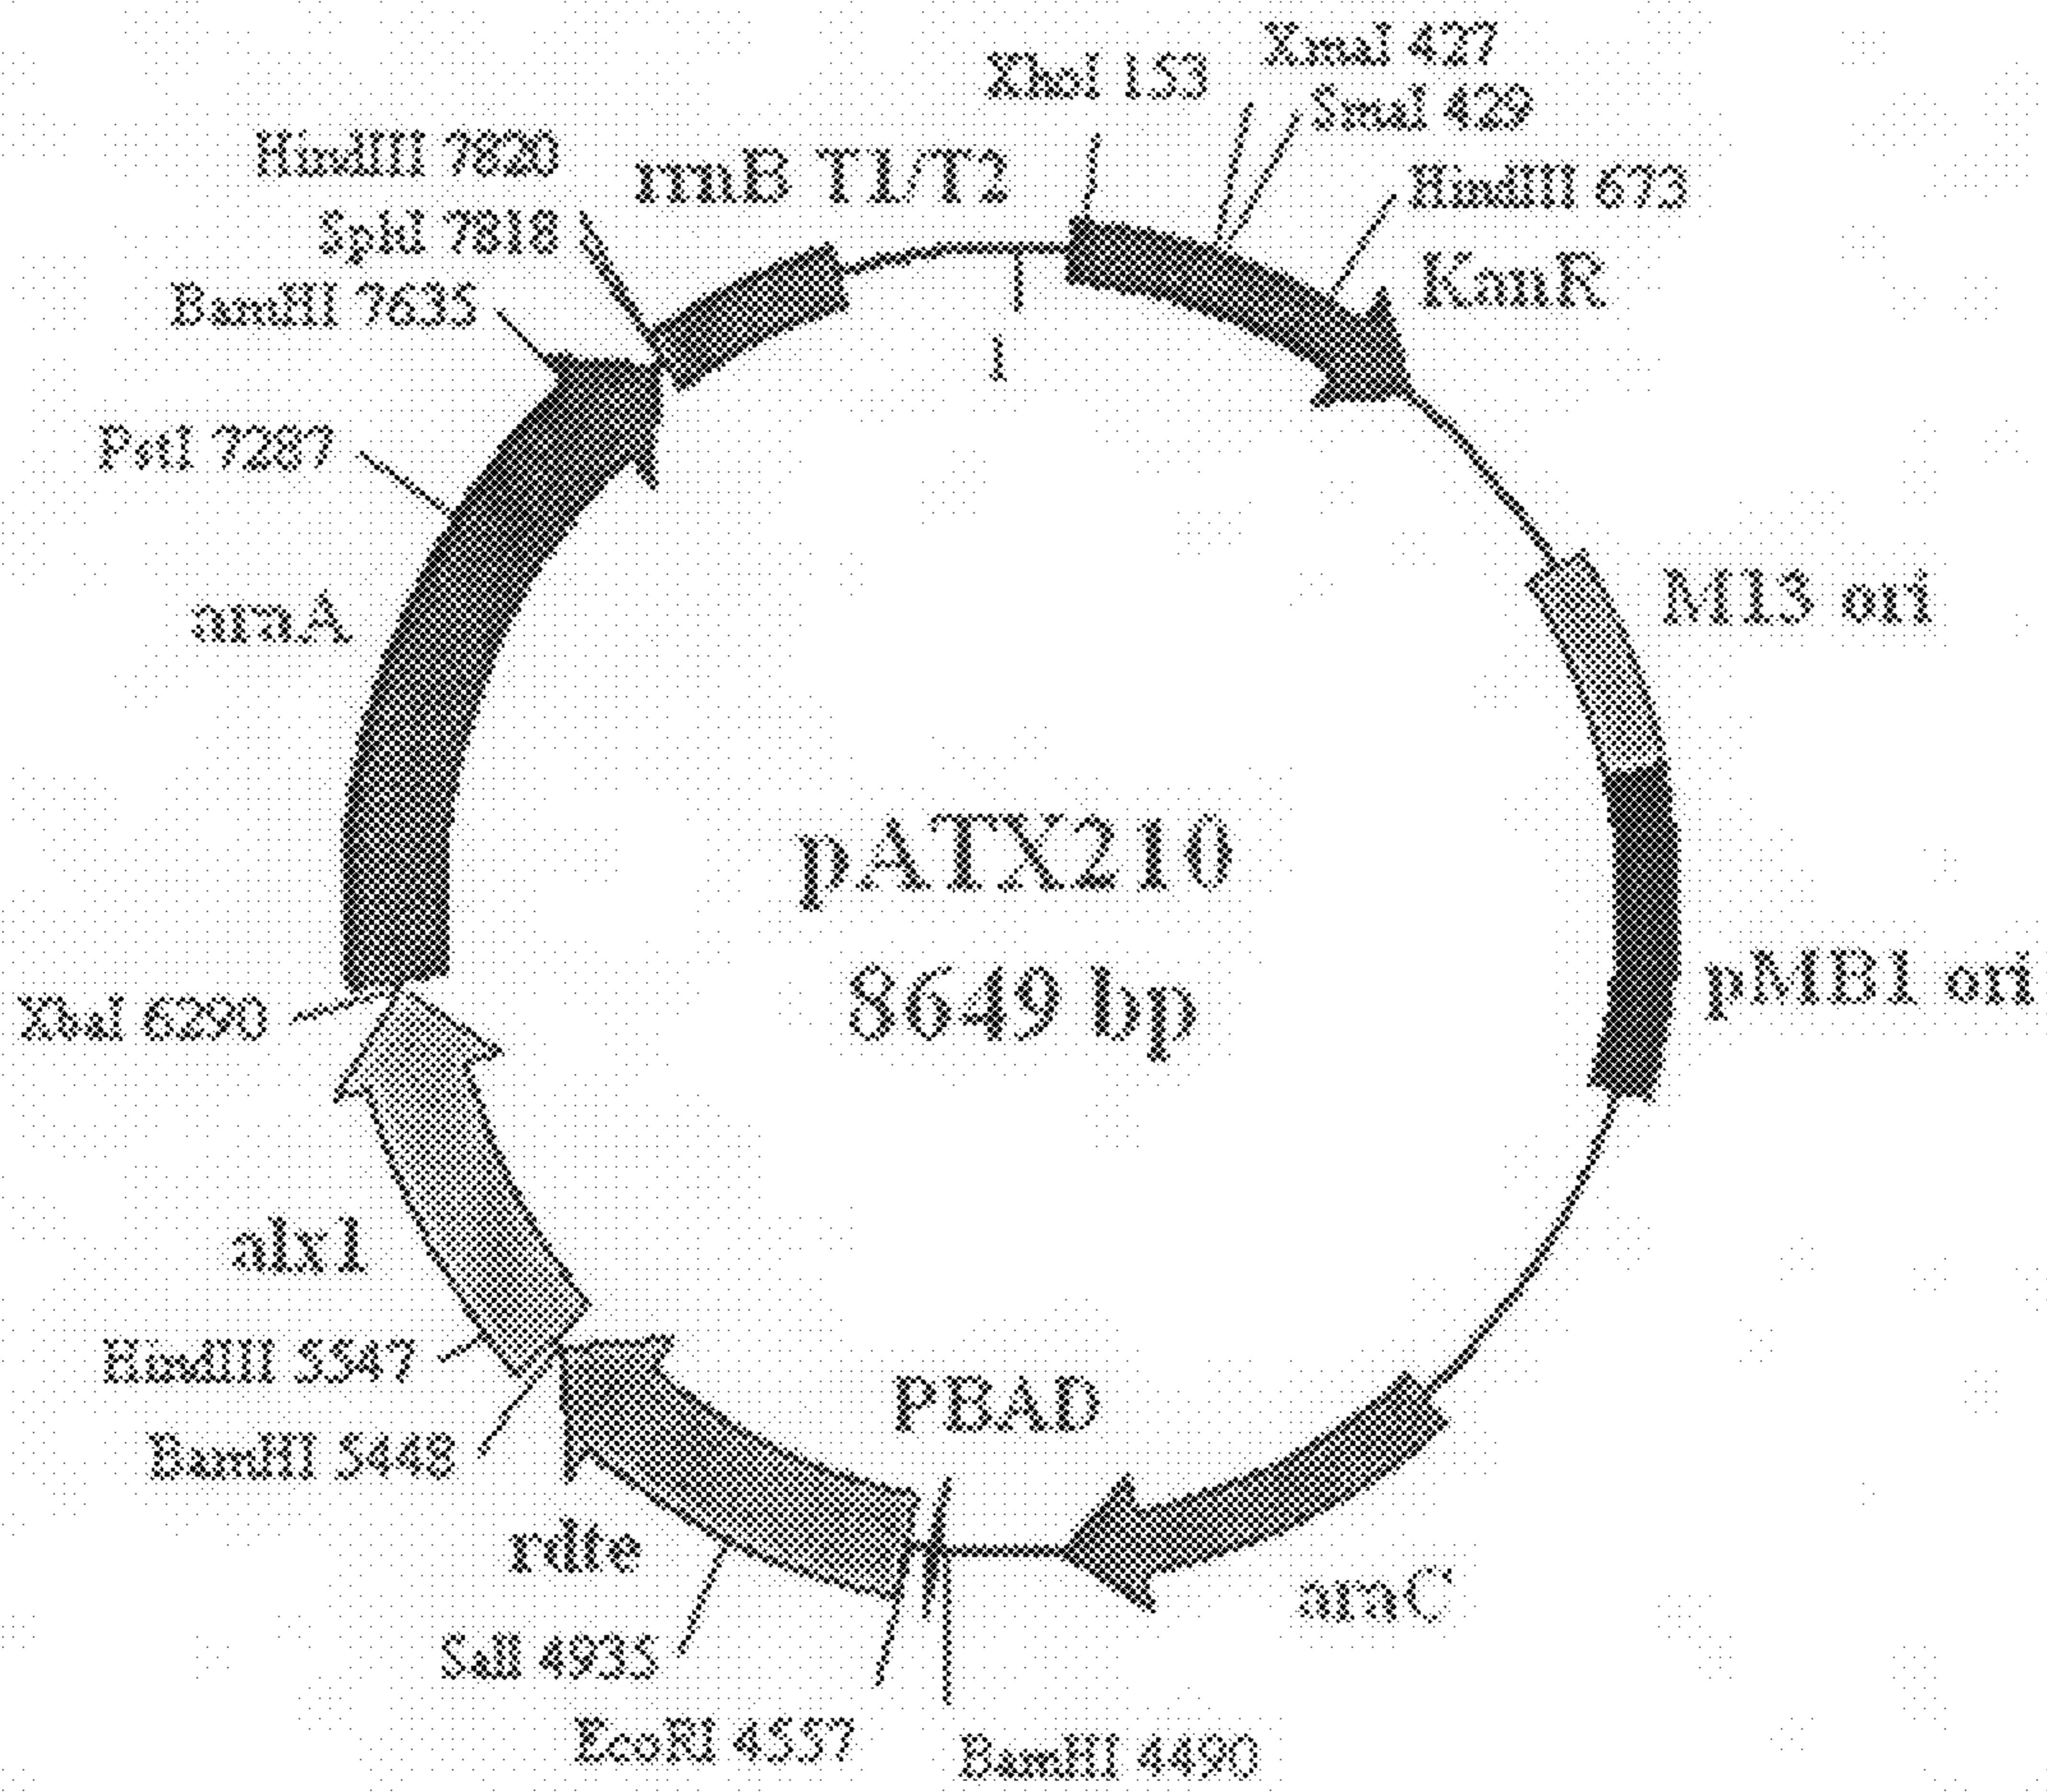 XhoI 153
XmaI 427
SmaI 429
HindIII 673
KanR
HindIII 7820
SphI 7818
BamHI 7635
rrnB T1/T2
1
PstI 7287
araA
M13 ori
pATX210
8649 bp
pMB1 ori
XbaI 6290
alx1
HindIII 5547
BamHI 5448
PBAD
rdte
araC
SalI 4935
EcoRI 4557
BamHI 4490